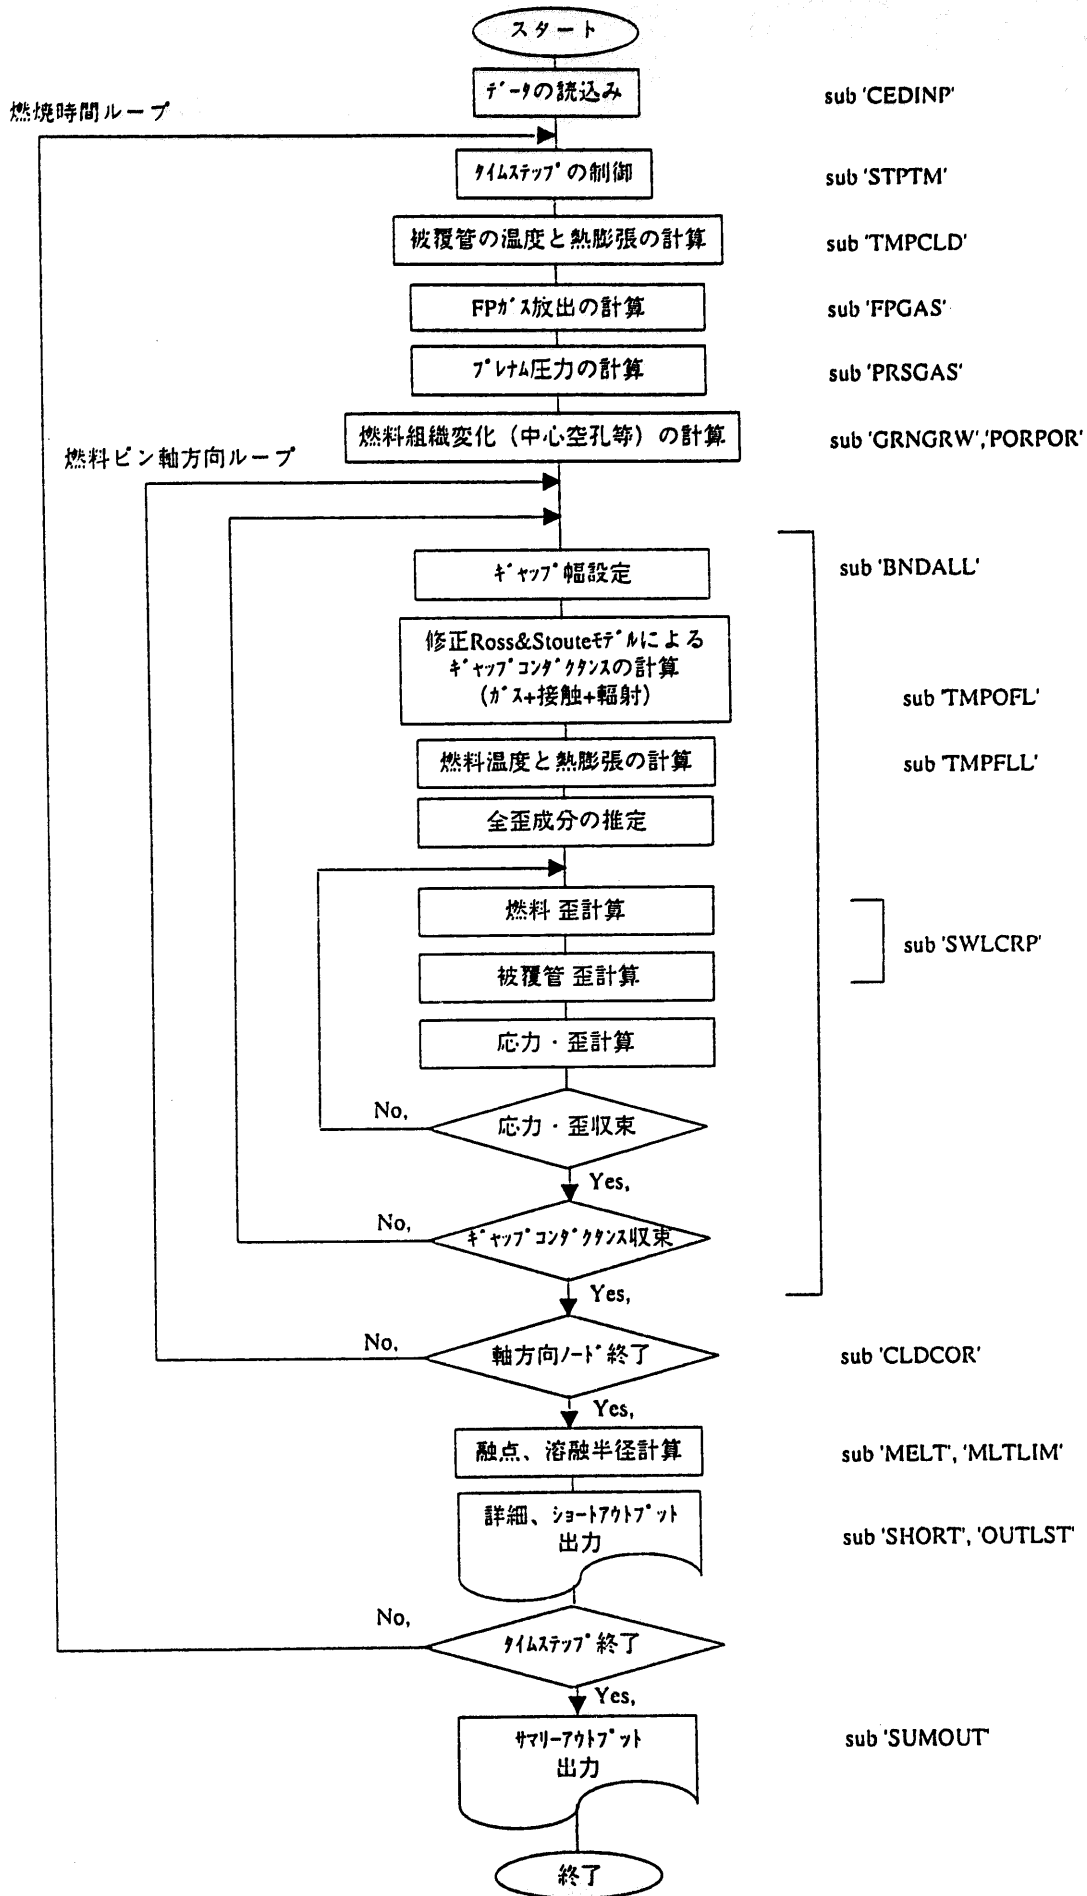 スタート
データの読込み
sub 'CEDINP'
燃焼時間ループ
タイムステップの制御
sub 'STPTM'
被覆管の温度と熱膨張の計算
sub 'TMPCLD'
FPガス放出の計算
sub 'FPGAS'
プレナム圧力の計算
sub 'PRSGAS'
燃料組織変化（中心空孔等）の計算
sub 'GRNGRW','PORPOR'
燃料ピン軸方向ループ
ギャップ幅設定
sub 'BNDALL'
修正Ross&Stouteモデルによる
ギャップコンダクタンスの計算
(ガス+接触+輻射)
sub 'TMPOFL'
燃料温度と熱膨張の計算
sub 'TMPFLL'
全歪成分の推定
燃料 歪計算
sub 'SWLCRP'
被覆管 歪計算
応力・歪計算
No,
応力・歪収束
Yes,
No,
ギャップコンダクタンス収束
Yes,
No,
軸方向ノード終了
sub 'CLDCOR'
Yes,
融点、溶融半径計算
sub 'MELT', 'MLTLIM'
詳細、ショートアウトプット
出力
sub 'SHORT', 'OUTLST'
No,
タイムステップ終了
Yes,
サマリーアウトプット
出力
sub 'SUMOUT'
終了